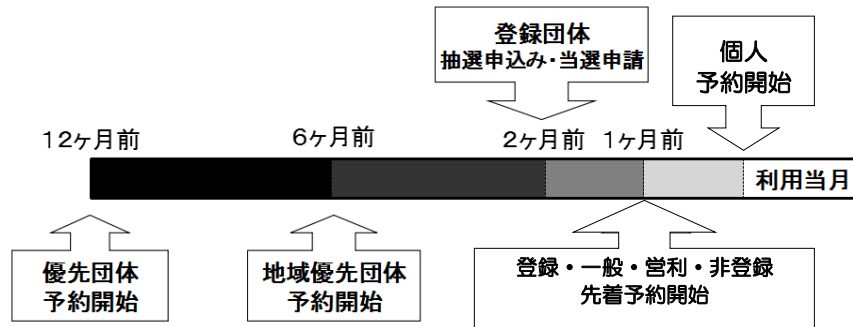 登録団体
抽選申込み・当選申請
個人
予約開始
12ヶ月前
6ヶ月前
2ヶ月前
1ヶ月前
利用当月
優先団体
予約開始
地域優先団体
予約開始
登録・一般・営利・非登録
先着予約開始